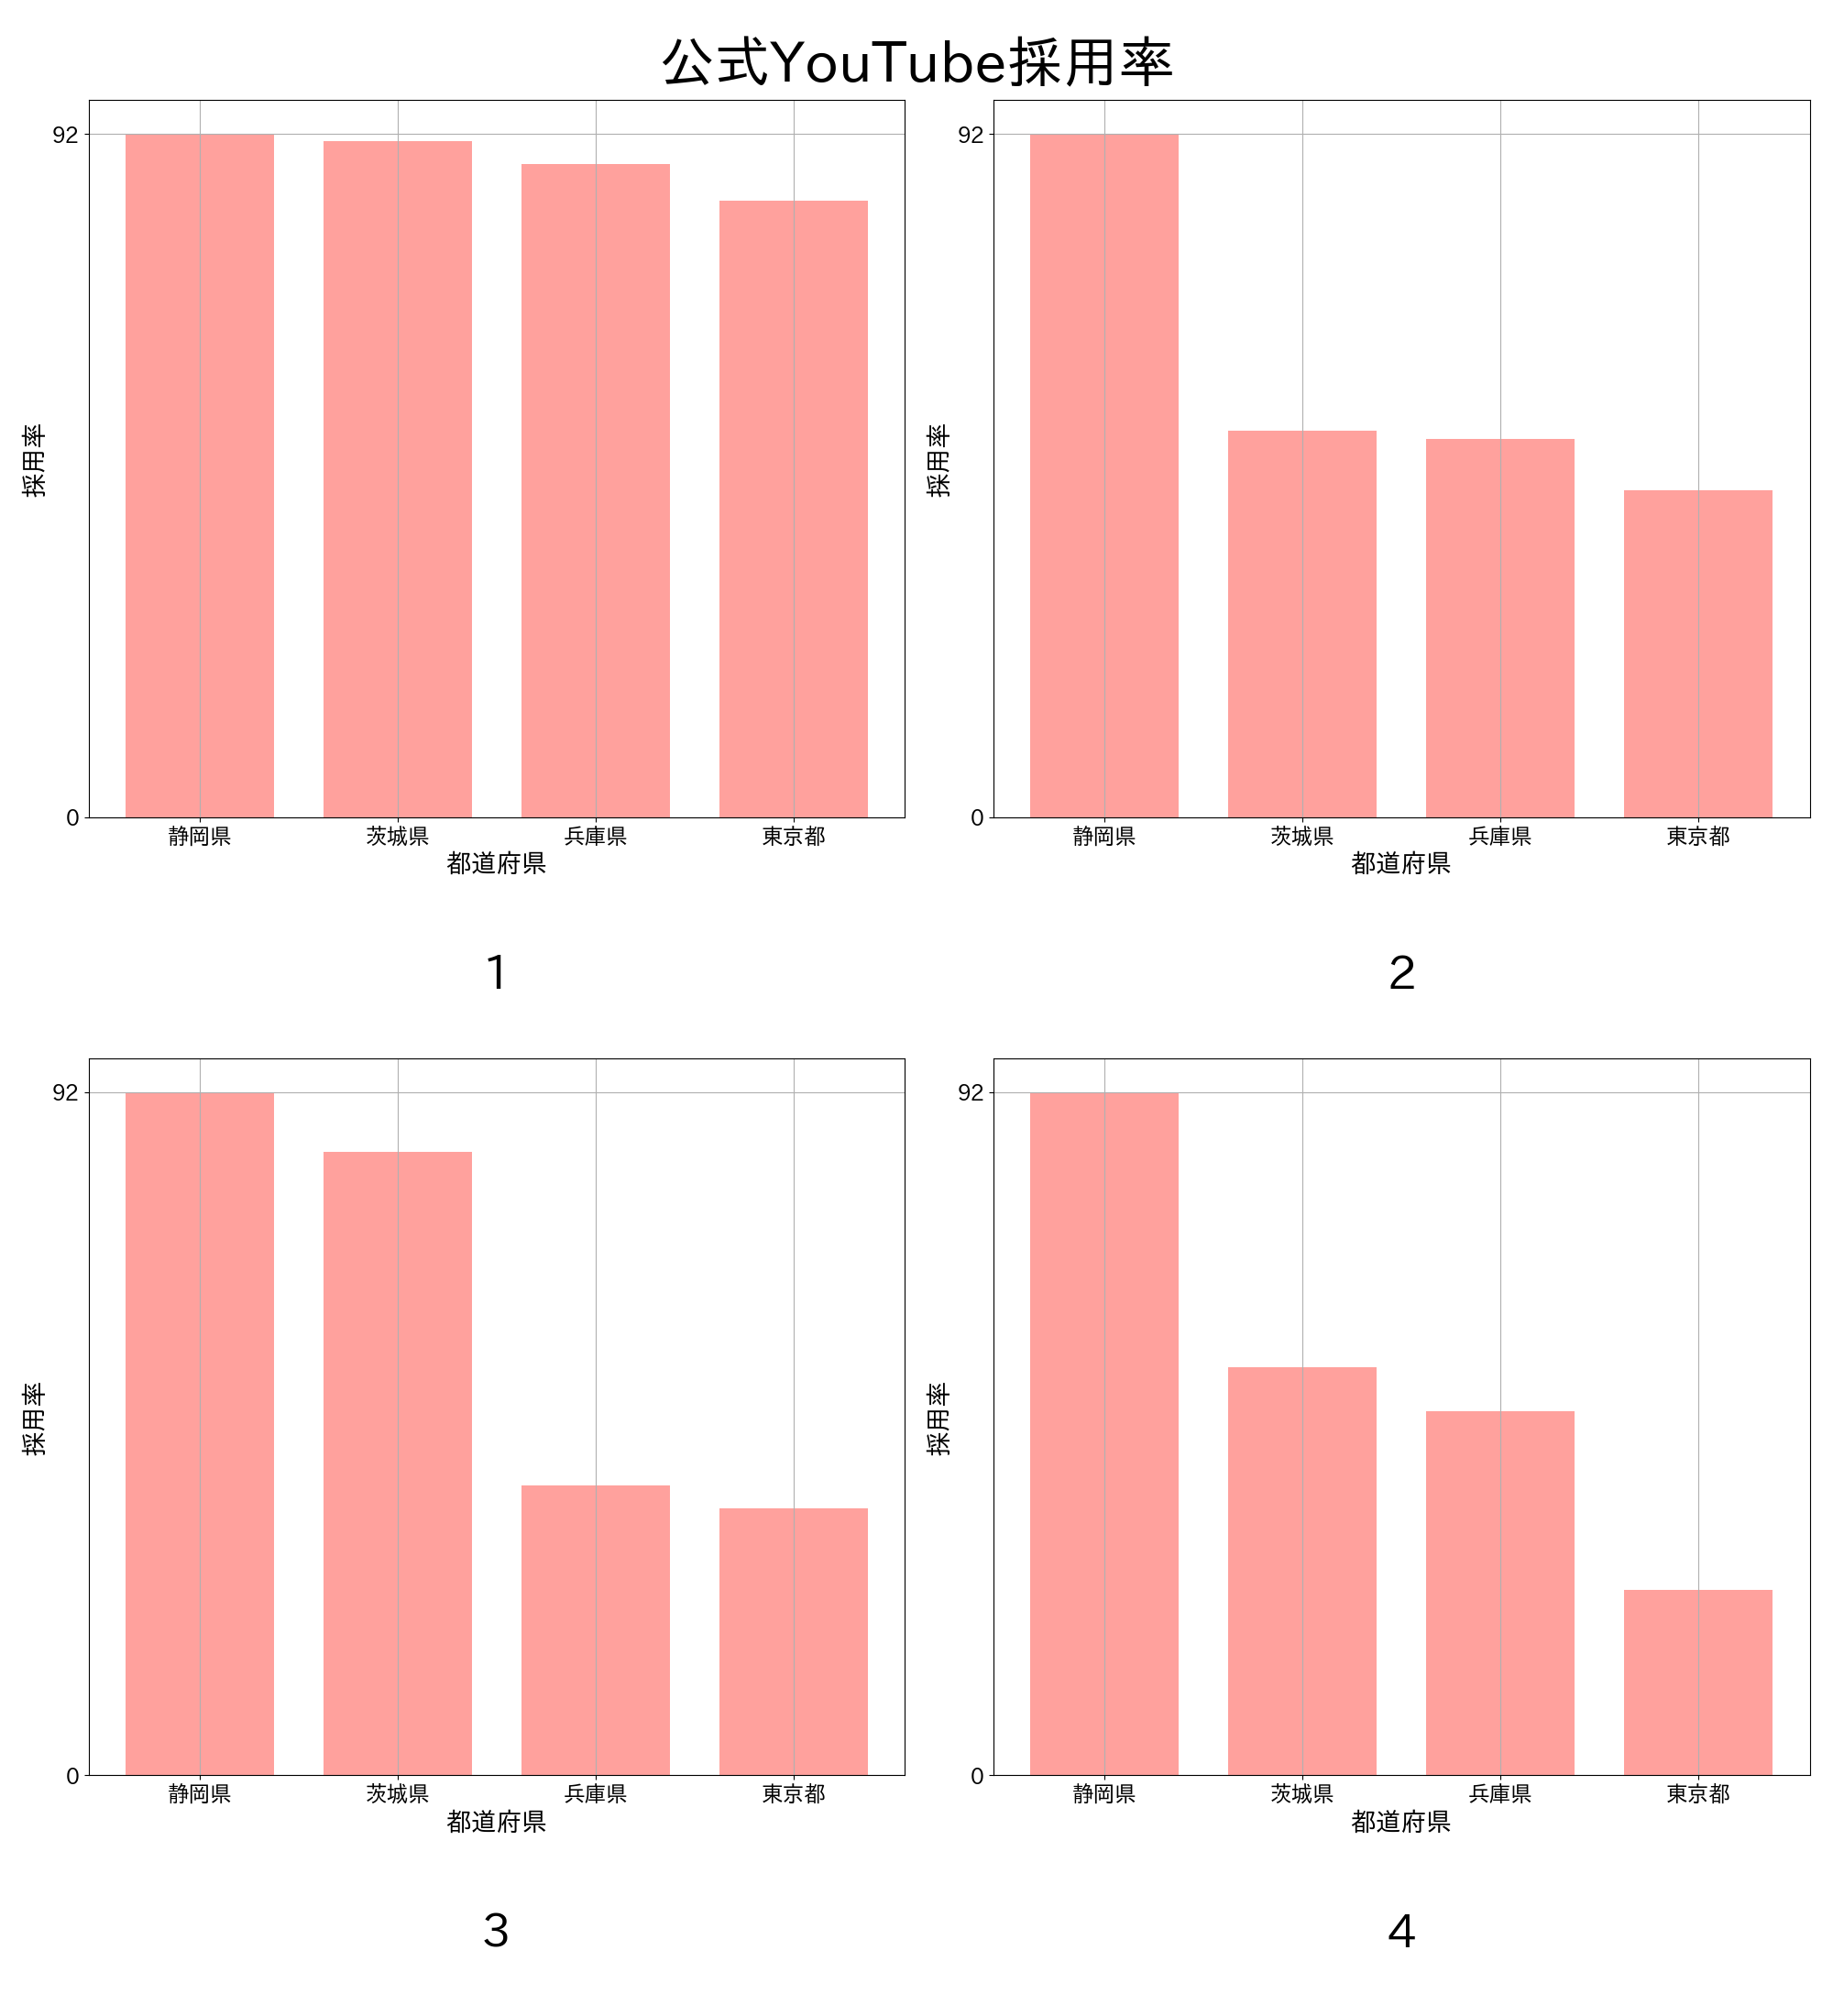 公式YouTube採用率
92
0
採用率
静岡県 茨城県 兵庫県 東京都
都道府県
1
92
0
採用率
静岡県 茨城県 兵庫県 東京都
都道府県
2
92
0
採用率
静岡県 茨城県 兵庫県 東京都
都道府県
3
92
0
採用率
静岡県 茨城県 兵庫県 東京都
都道府県
4